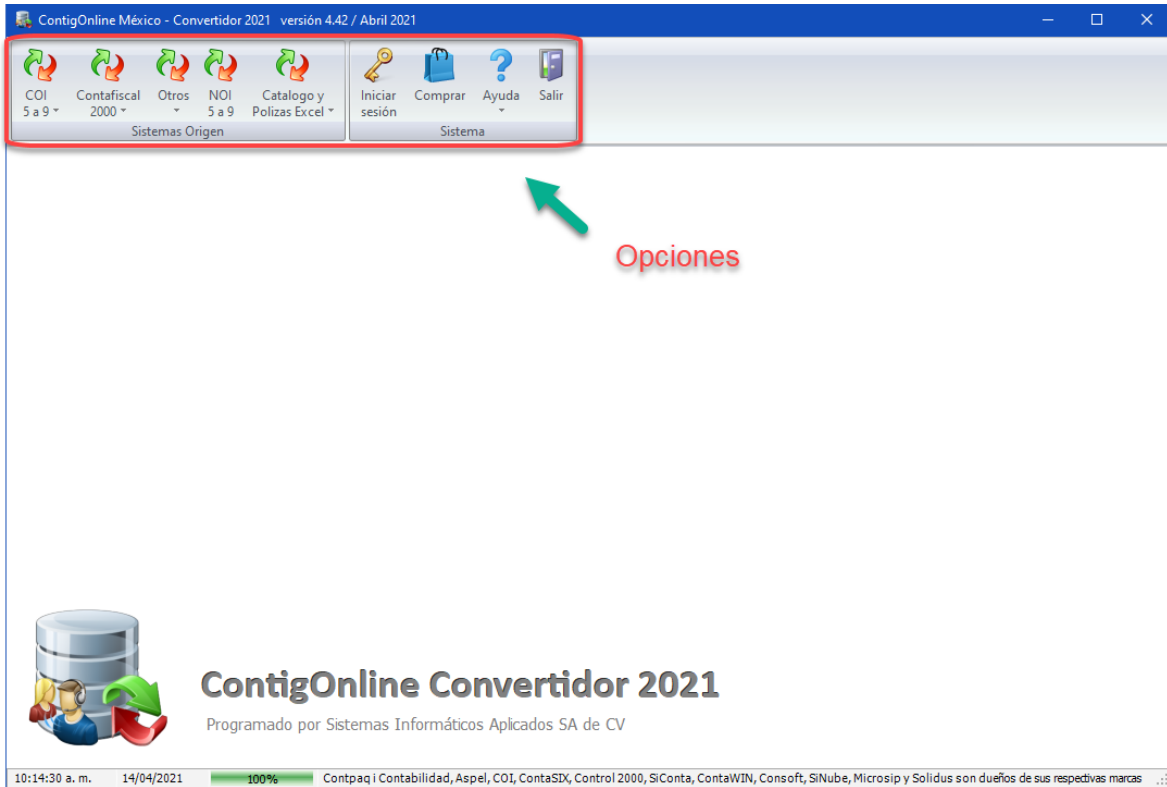 ContigOnline México - Convertidor 2021 versión 4.42 / Abril 2021
COI
5 a 9
Contafiscal
2000
Otros
NOI
5 a 9
Catalogo y
Polizas Excel
Iniciar
sesión
Comprar
Ayuda
Salir
Sistemas Origen
Sistema
Opciones
ContigOnline Convertidor 2021
Programado por Sistemas Informáticos Aplicados SA de CV
10:14:30 a. m. 14/04/2021 100% Contpaq i Contabilidad, Aspel, COI, ContaSIX, Control 2000, SiConta, ContaWIN, Consoft, SiNube, Microsip y Solidus son dueños de sus respectivas marcas